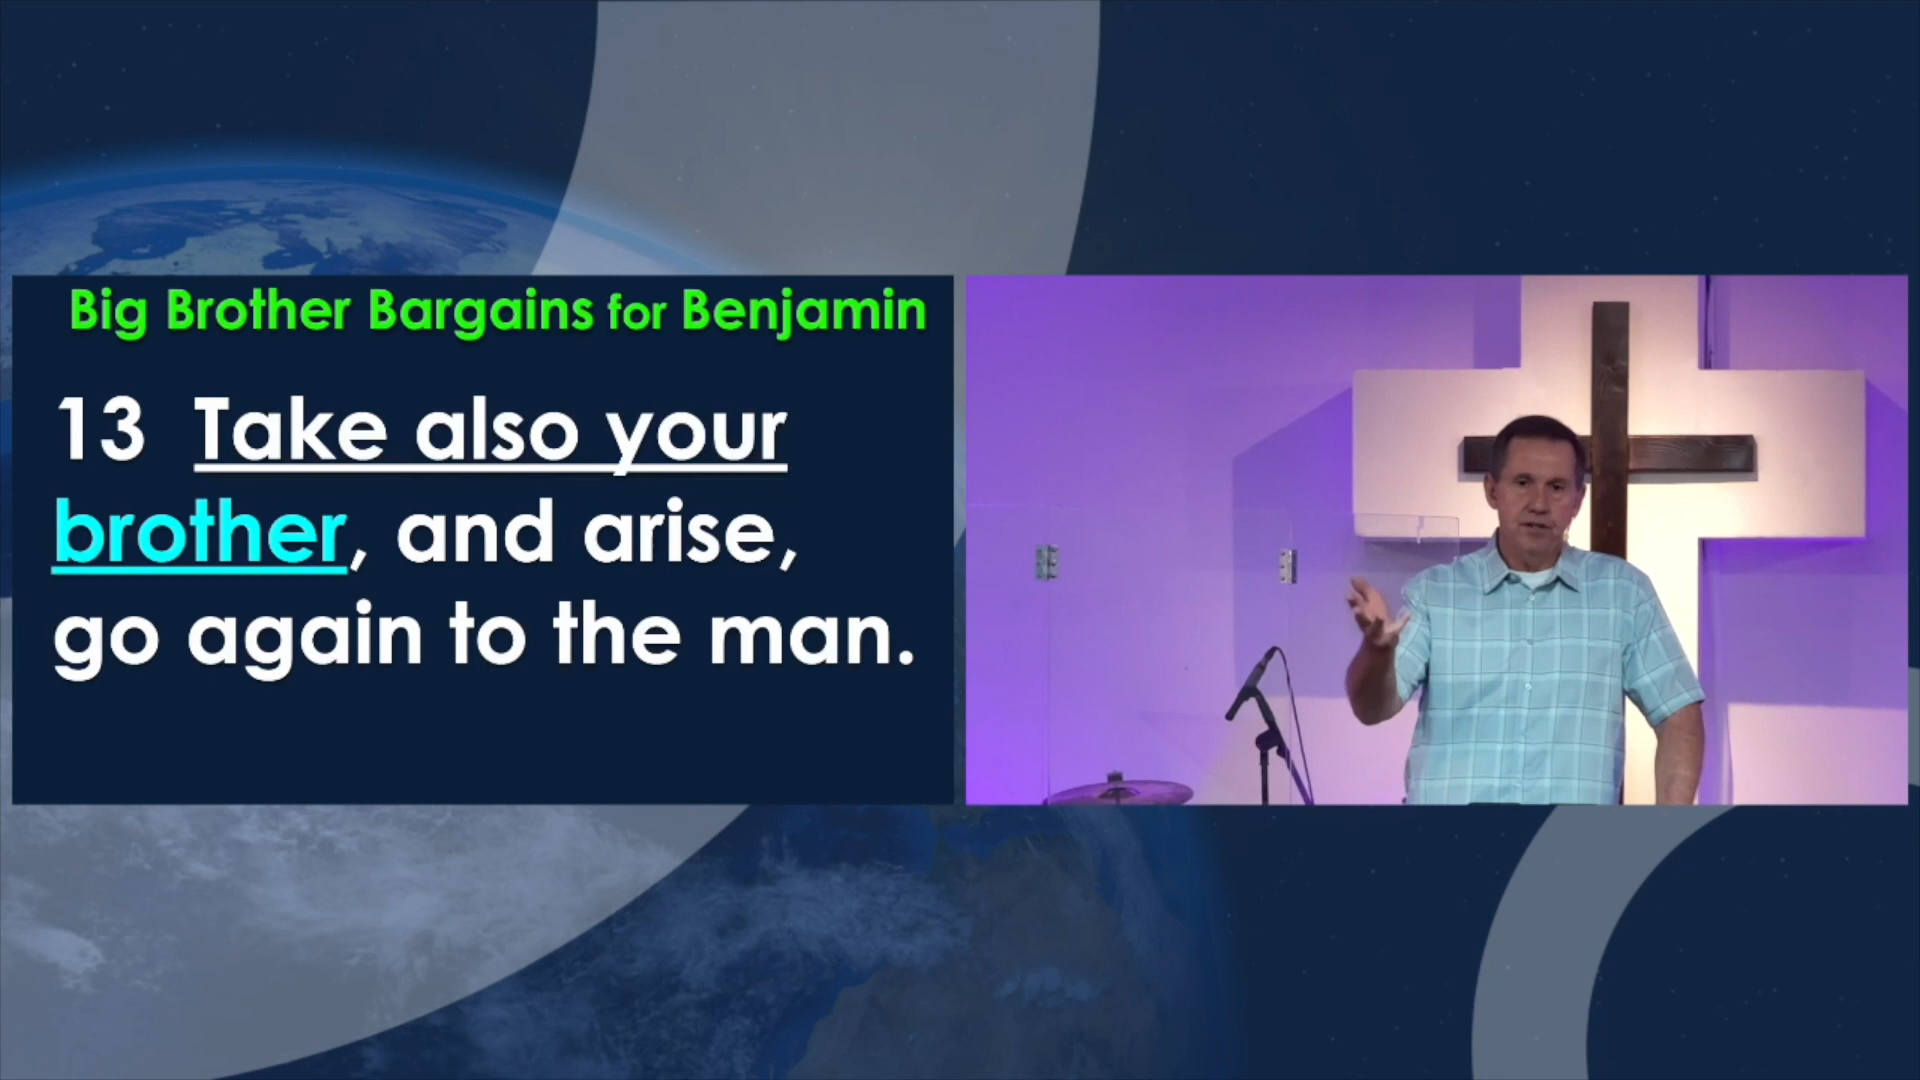 Big Brother Bargains for Benjamin
13 Take also your
brother, and arise,
go again to the man.